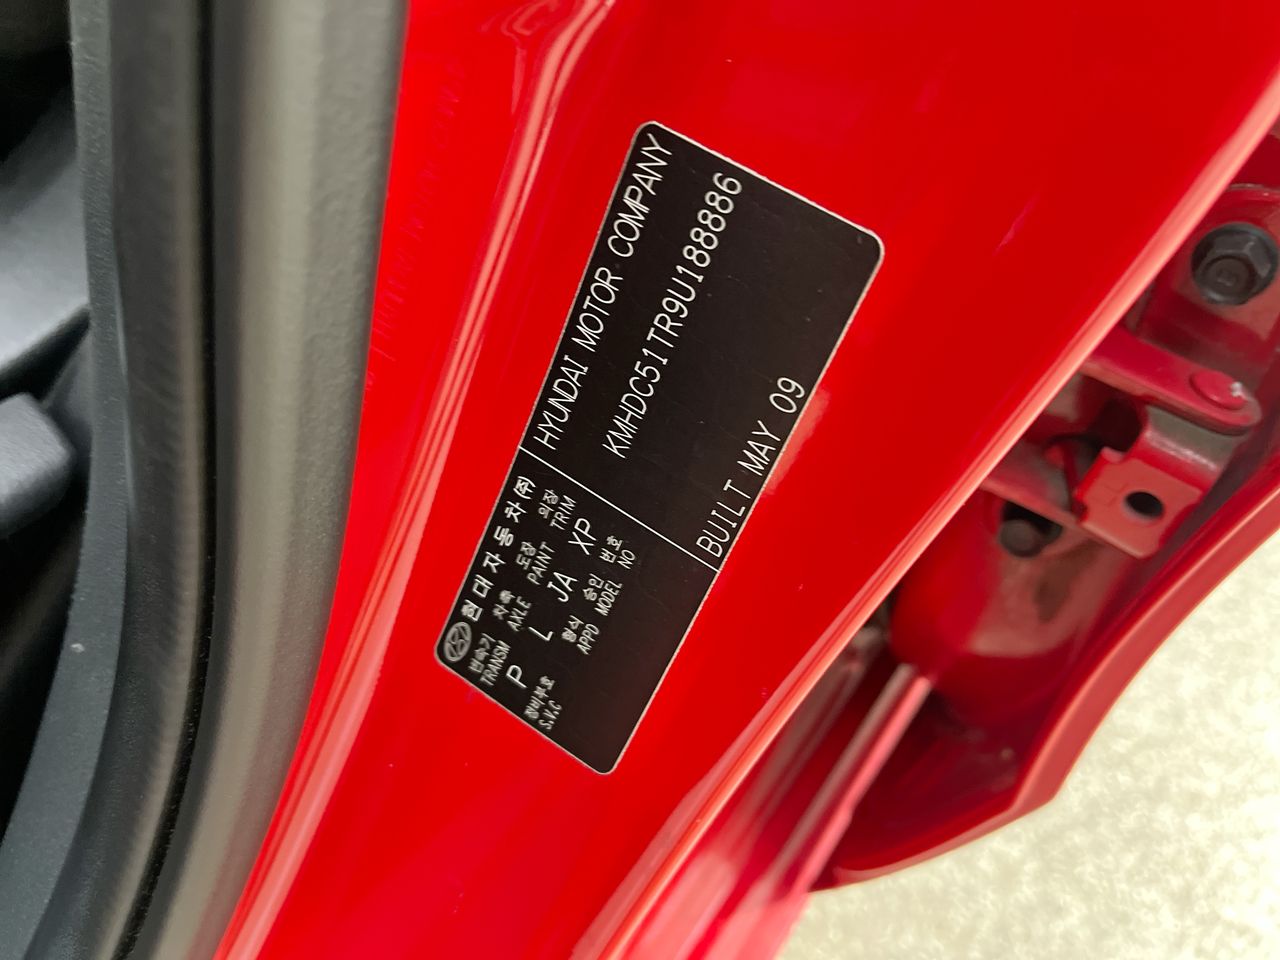 현대자동차(주)
HYUNDAI MOTOR COMPANY
변속기 차축 도장 의장
TRANSM AXLE PAINT TRIM
KMHDC51TR9U188886
P L JA XP
정비부호 형식 승인 번호
S.V.C APPD MODEL NO
BUILT MAY 09